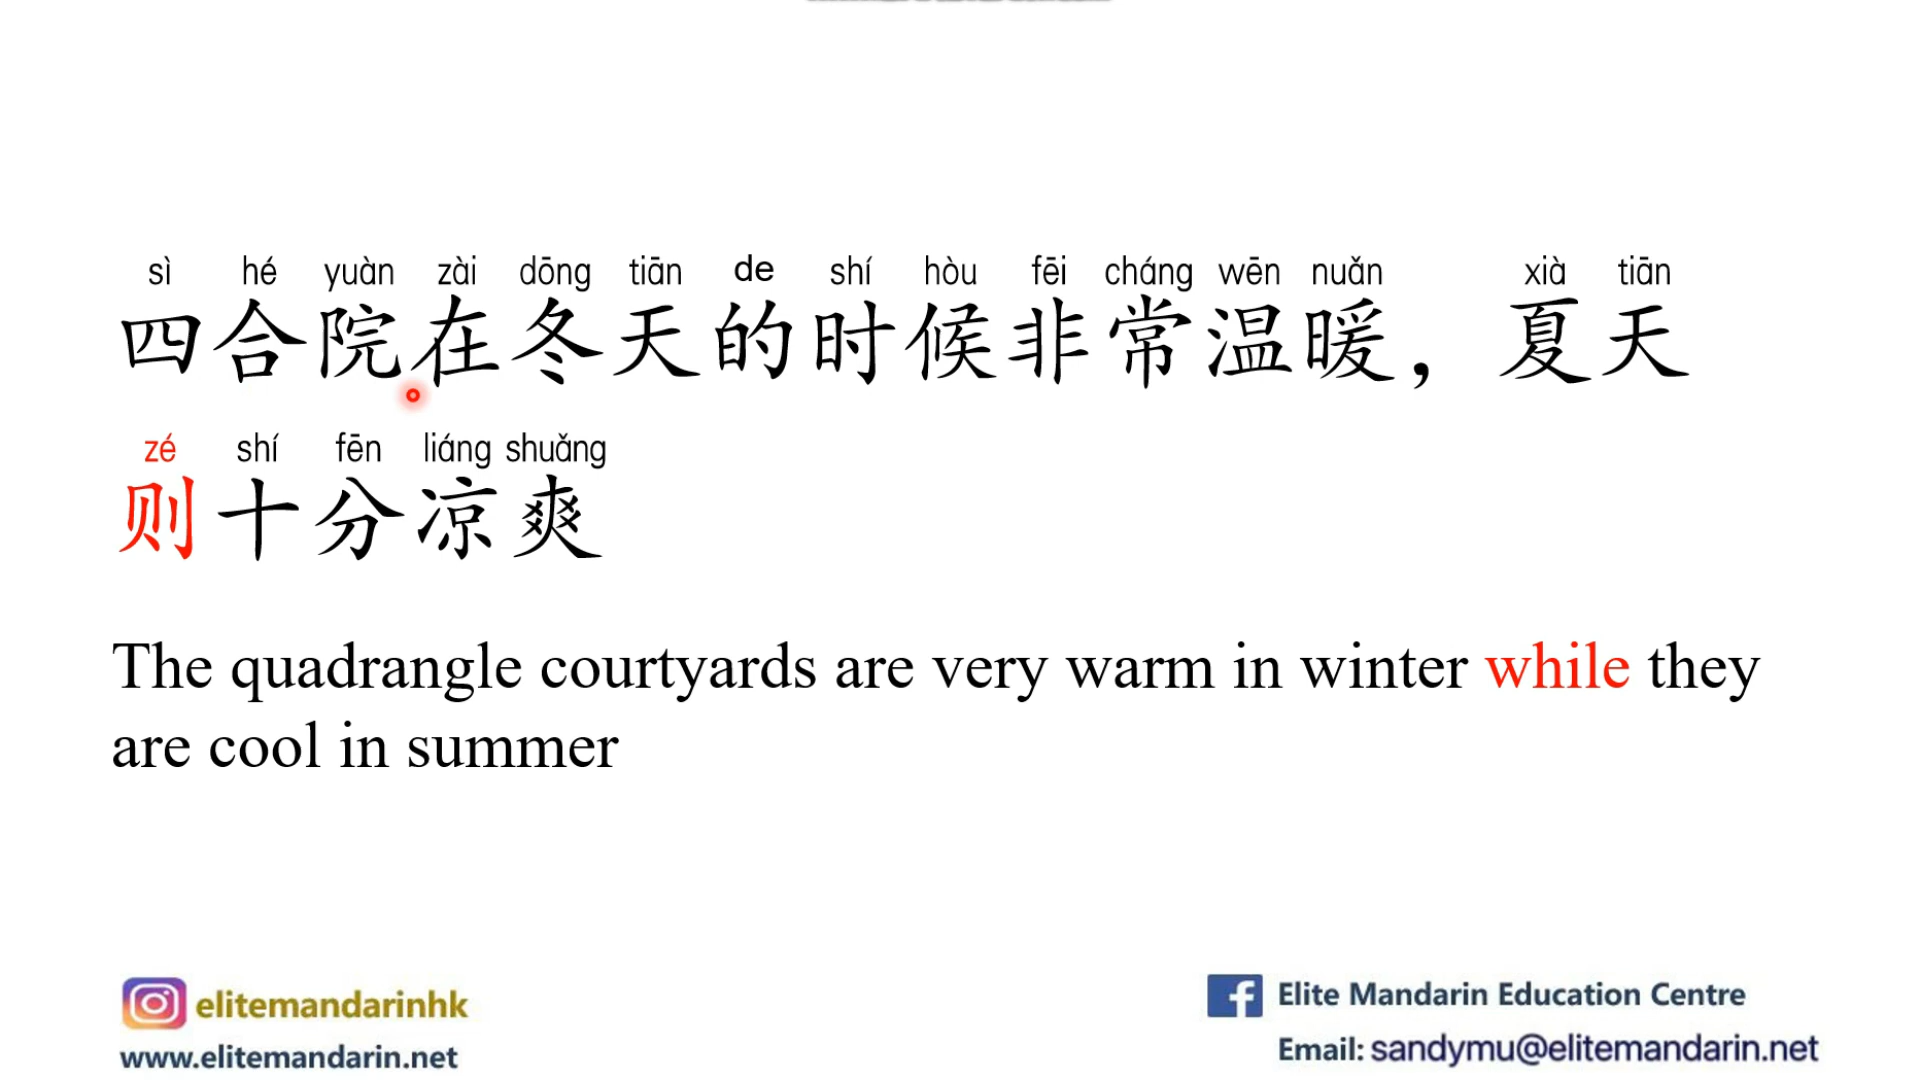 sì hé yuàn zài dōng tiān de shí hòu fēi cháng wēn nuǎn xià tiān
四合院在冬天的时候非常温暖，夏天
zé shí fēn liáng shuǎng
则十分凉爽
The quadrangle courtyards are very warm in winter while they
are cool in summer
elitemandarinhk
www.elitemandarin.net
Elite Mandarin Education Centre
Email: sandymu@elitemandarin.net